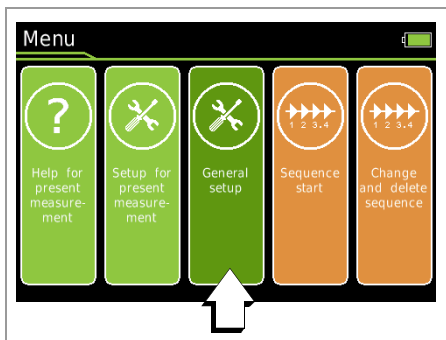 Menu
?
Help for
present
measure-
ment
Setup for
present
measure-
ment
General
setup
1 2 3.4
Sequence
start
1 2 3.4
Change
and delete
sequence